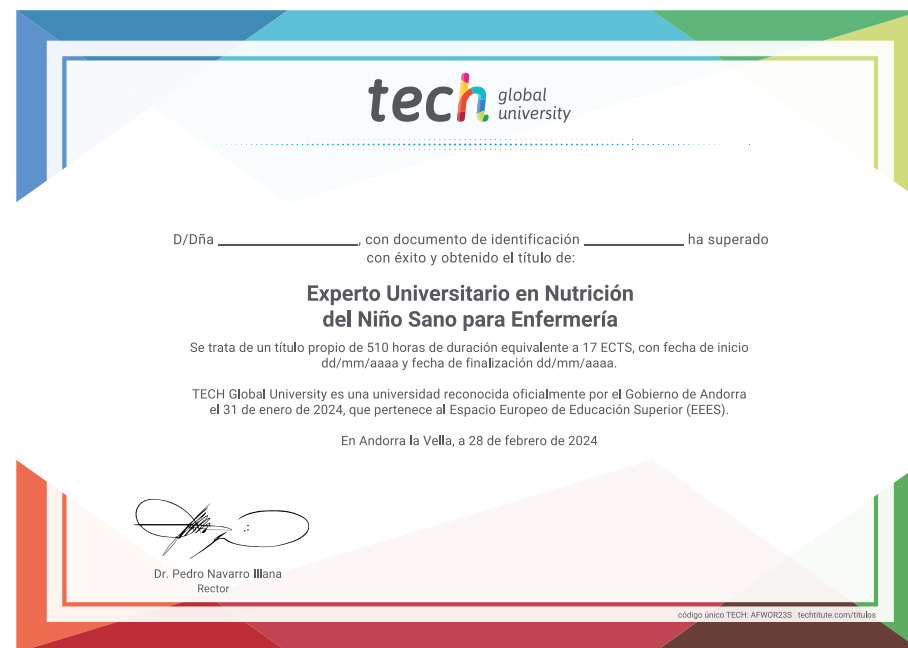 tech global university
D/Dña ______________, con documento de identificación __________ ha superado
con éxito y obtenido el título de:
Experto Universitario en Nutrición
del Niño Sano para Enfermería
Se trata de un título propio de 510 horas de duración equivalente a 17 ECTS, con fecha de inicio
dd/mm/aaaa y fecha de finalización dd/mm/aaaa.
TECH Global University es una universidad reconocida oficialmente por el Gobierno de Andorra
el 31 de enero de 2024, que pertenece al Espacio Europeo de Educación Superior (EEES).
En Andorra la Vella, a 28 de febrero de 2024
Dr. Pedro Navarro Illana
Rector
código único TECH: AFWOR23S techtitute.com/titulos